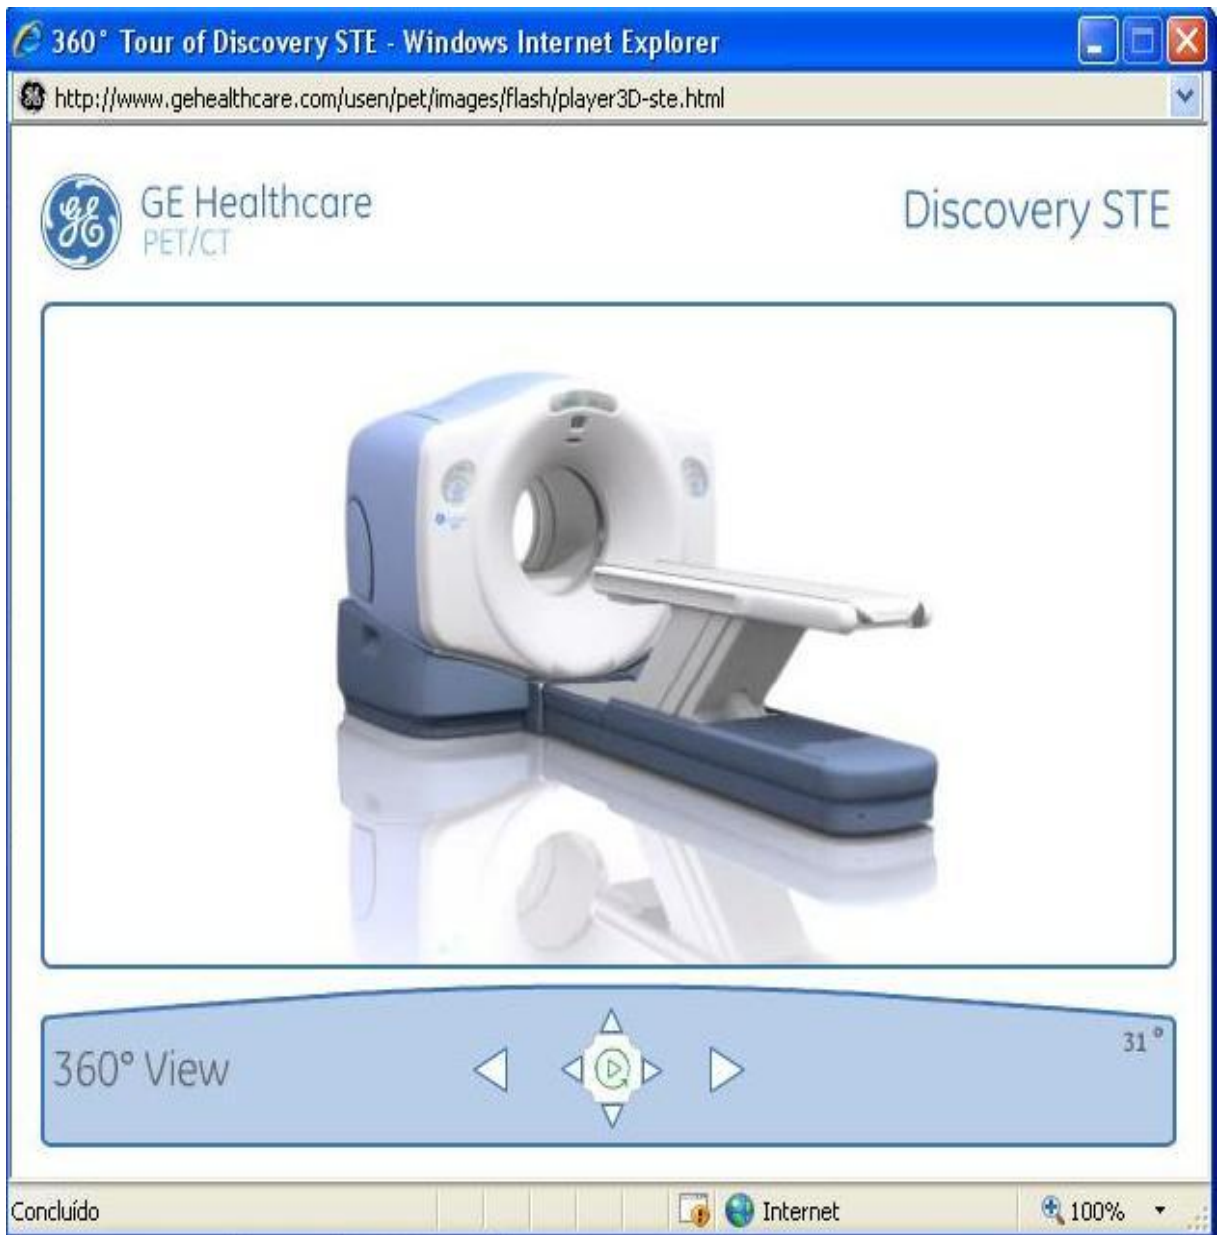 360° Tour of Discovery STE - Windows Internet Explorer
http://www.gehealthcare.com/usen/pet/images/flash/player3D-ste.html
GE Healthcare
PET/CT
Discovery STE
360° View
31°
Concluído
Internet
100%